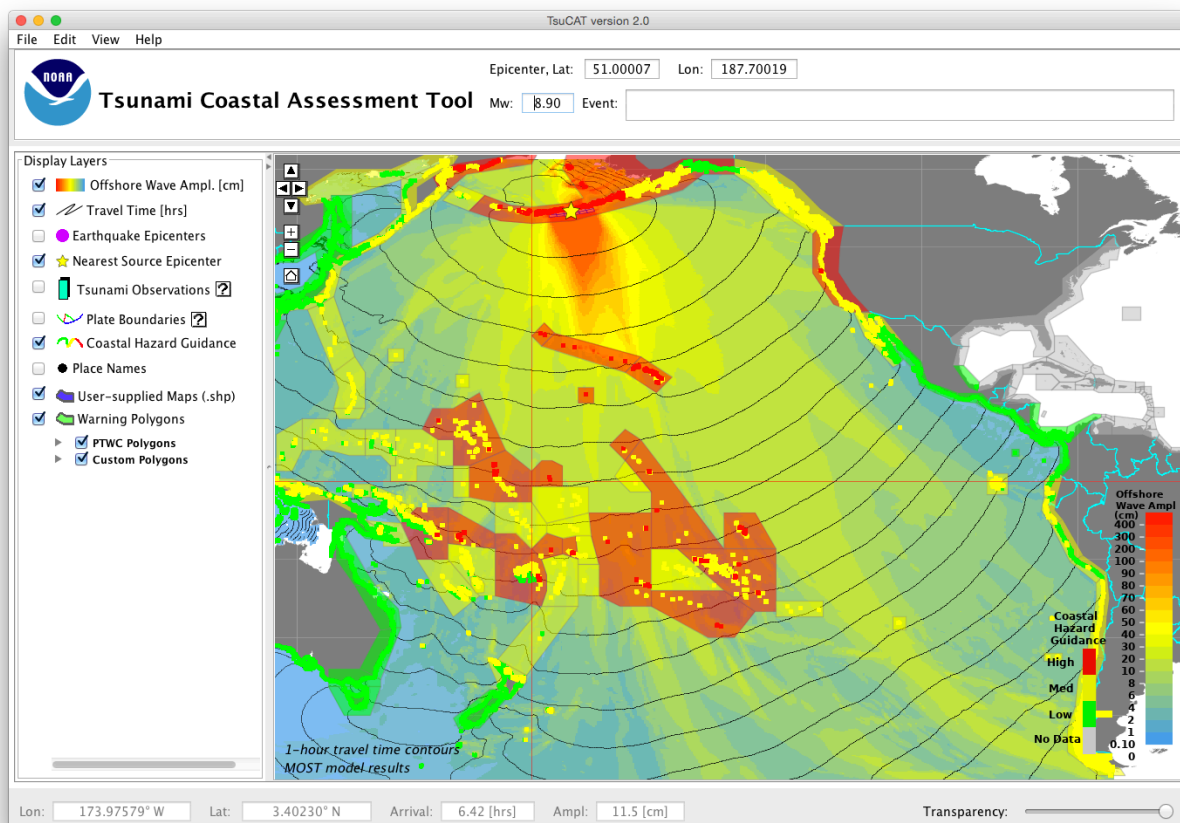 TsuCAT version 2.0
File Edit View Help
NOAA
Tsunami Coastal Assessment Tool
Epicenter, Lat: 51.00007 Lon: 187.70019
Mw: 8.90 Event:
Display Layers
Offshore Wave Ampl. [cm]
Travel Time [hrs]
Earthquake Epicenters
Nearest Source Epicenter
Tsunami Observations ?
Plate Boundaries ?
Coastal Hazard Guidance
Place Names
User-supplied Maps (.shp)
Warning Polygons
PTWC Polygons
Custom Polygons
Offshore
Wave Ampl
(cm)
400
300
200
100
90
80
70
60
50
40
30
20
10
8
6
4
2
1
0.10
0
Coastal
Hazard
Guidance
High
Med
Low
No Data
1-hour travel time contours
MOST model results
Lon: 173.97579° W Lat: 3.40230° N Arrival: 6.42 [hrs] Ampl: 11.5 [cm] Transparency: